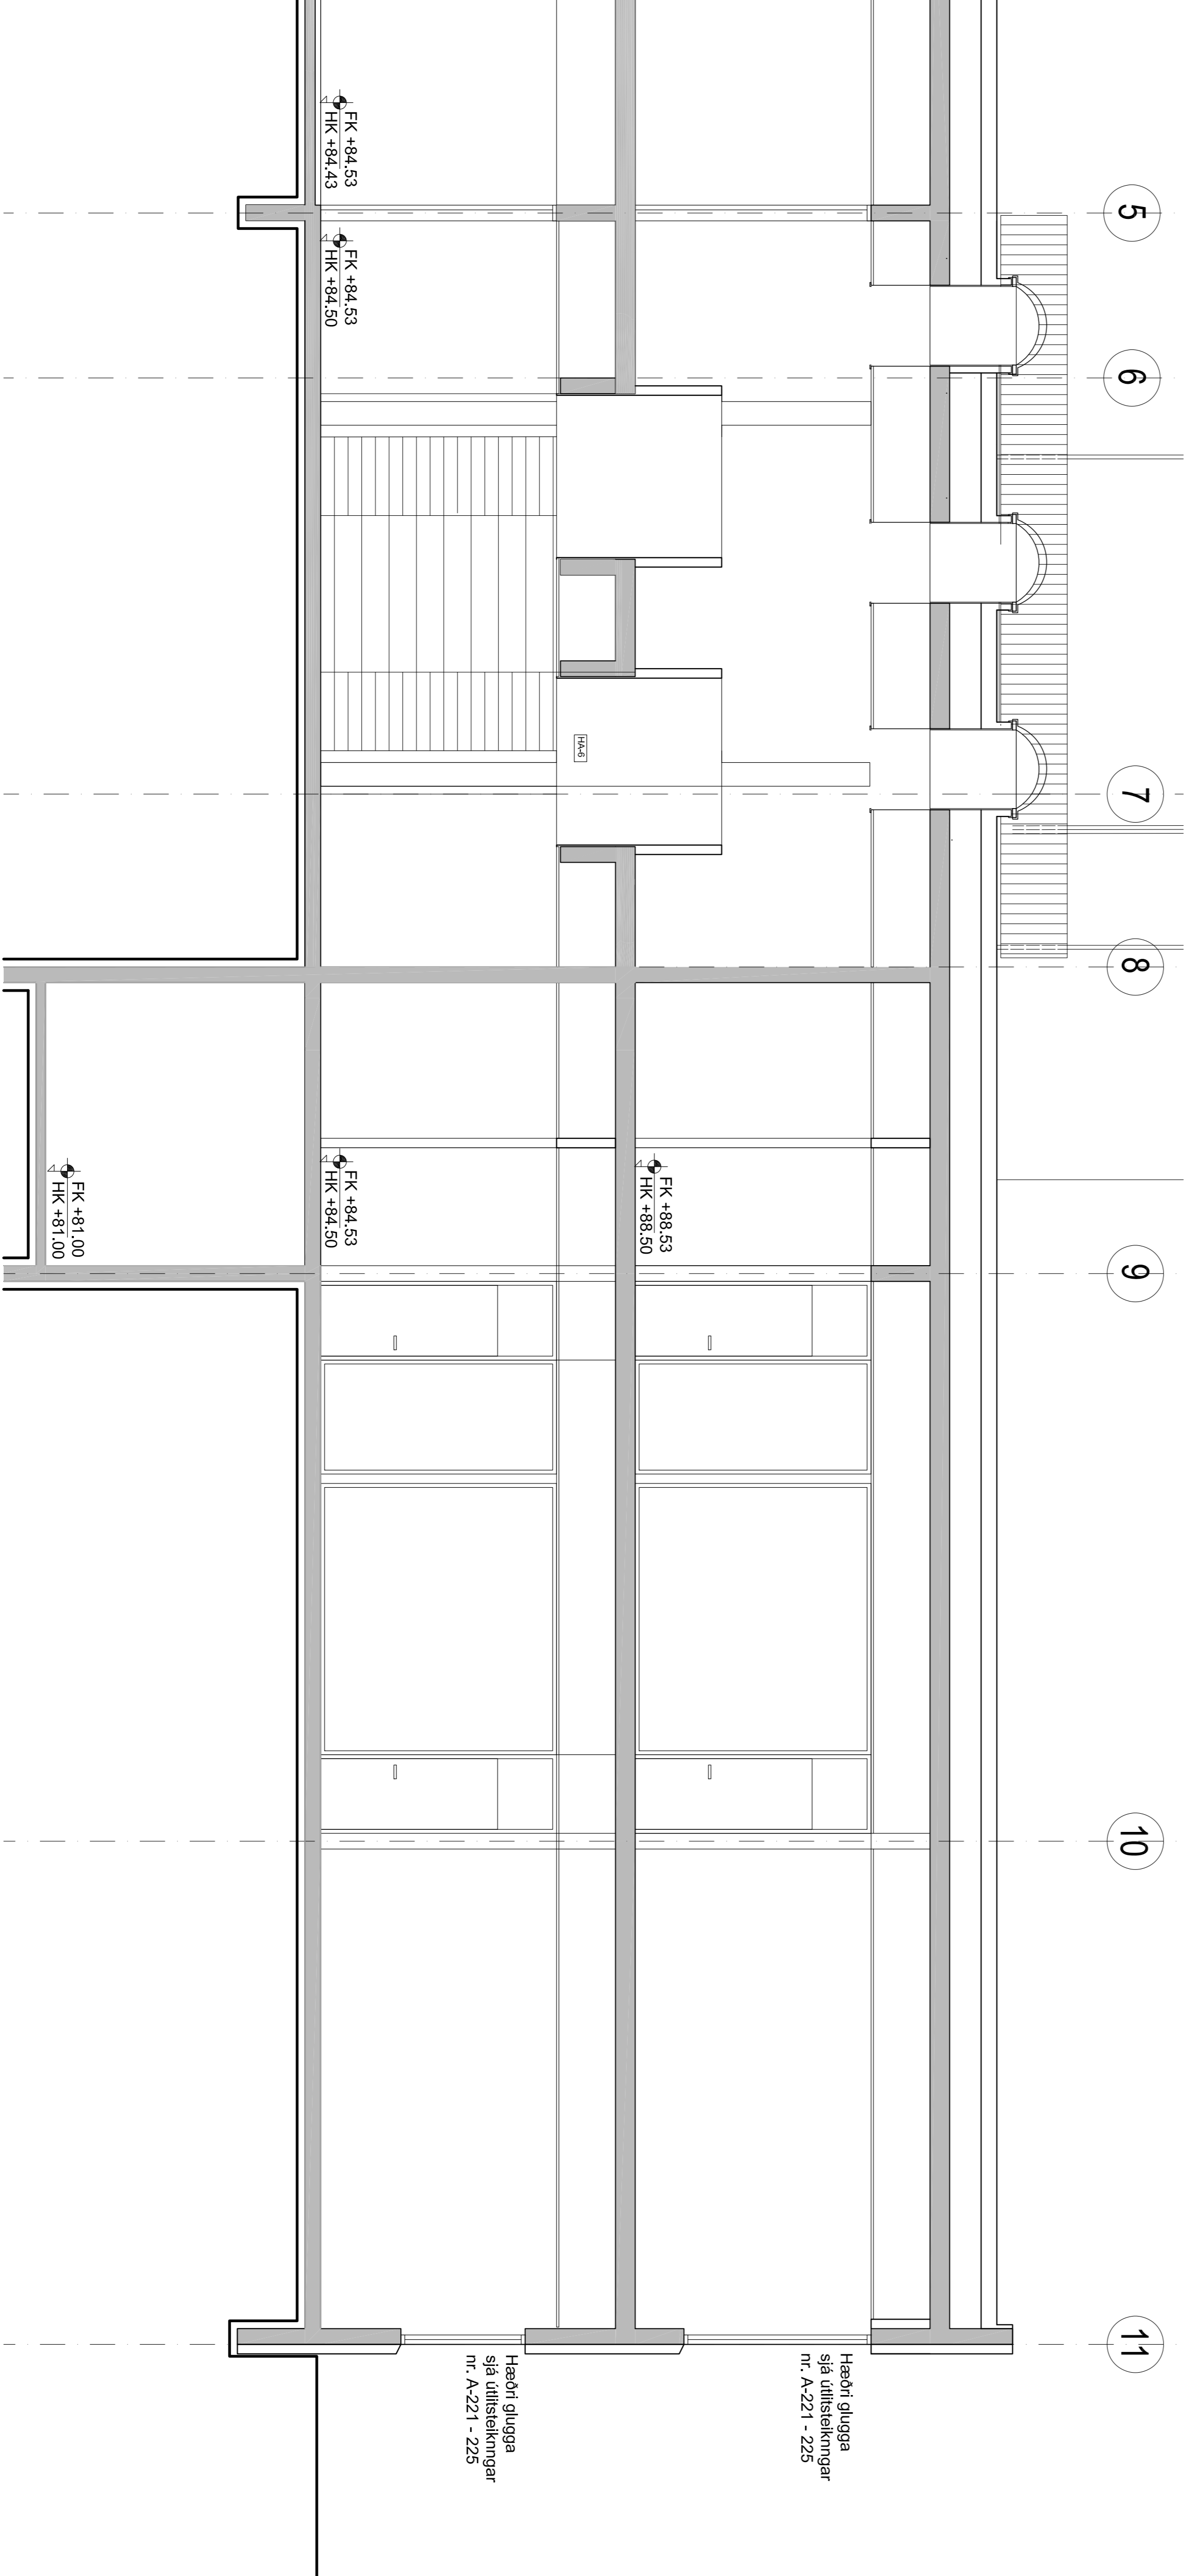 5
6
7
8
9
10
11
FK +84.53
HK +84.43
FK +84.53
HK +84.50
HA-6
FK +88.53
HK +88.50
FK +84.53
HK +84.50
FK +81.00
HK +81.00
Hæðri glugga
sjá útlitsteiknngar
nr. A-221 - 225
Hæðri glugga
sjá útlitsteiknngar
nr. A-221 - 225